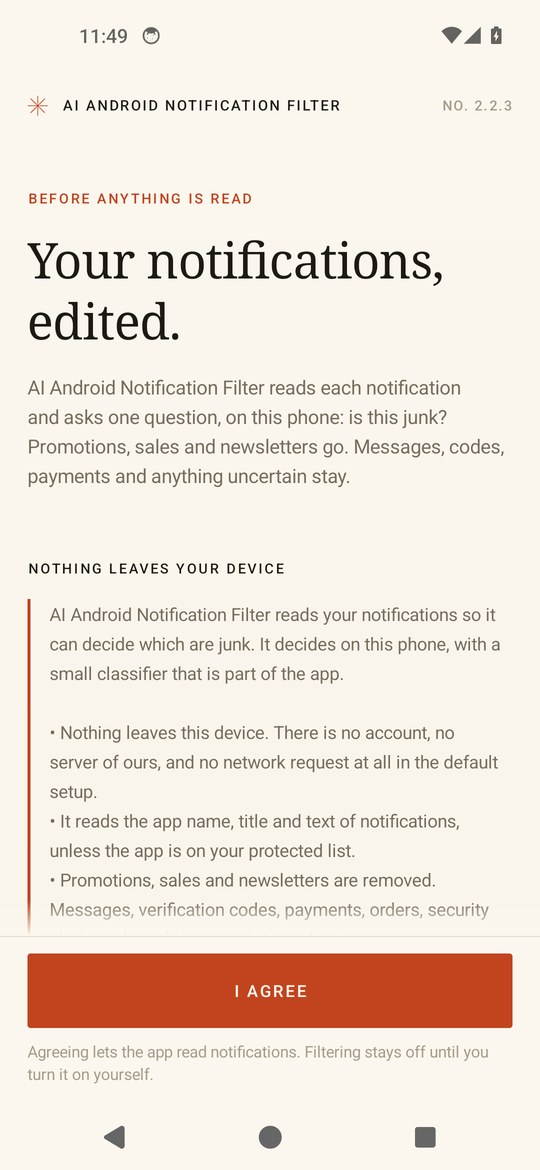 11:49
AI ANDROID NOTIFICATION FILTER
NO. 2.2.3
BEFORE ANYTHING IS READ
Your notifications,
edited.
AI Android Notification Filter reads each notification
and asks one question, on this phone: is this junk?
Promotions, sales and newsletters go. Messages, codes,
payments and anything uncertain stay.
NOTHING LEAVES YOUR DEVICE
AI Android Notification Filter reads your notifications so it
can decide which are junk. It decides on this phone, with a
small classifier that is part of the app.
• Nothing leaves this device. There is no account, no
server of ours, and no network request at all in the default
setup.
• It reads the app name, title and text of notifications,
unless the app is on your protected list.
• Promotions, sales and newsletters are removed.
Messages, verification codes, payments, orders, security
I AGREE
Agreeing lets the app read notifications. Filtering stays off until you
turn it on yourself.